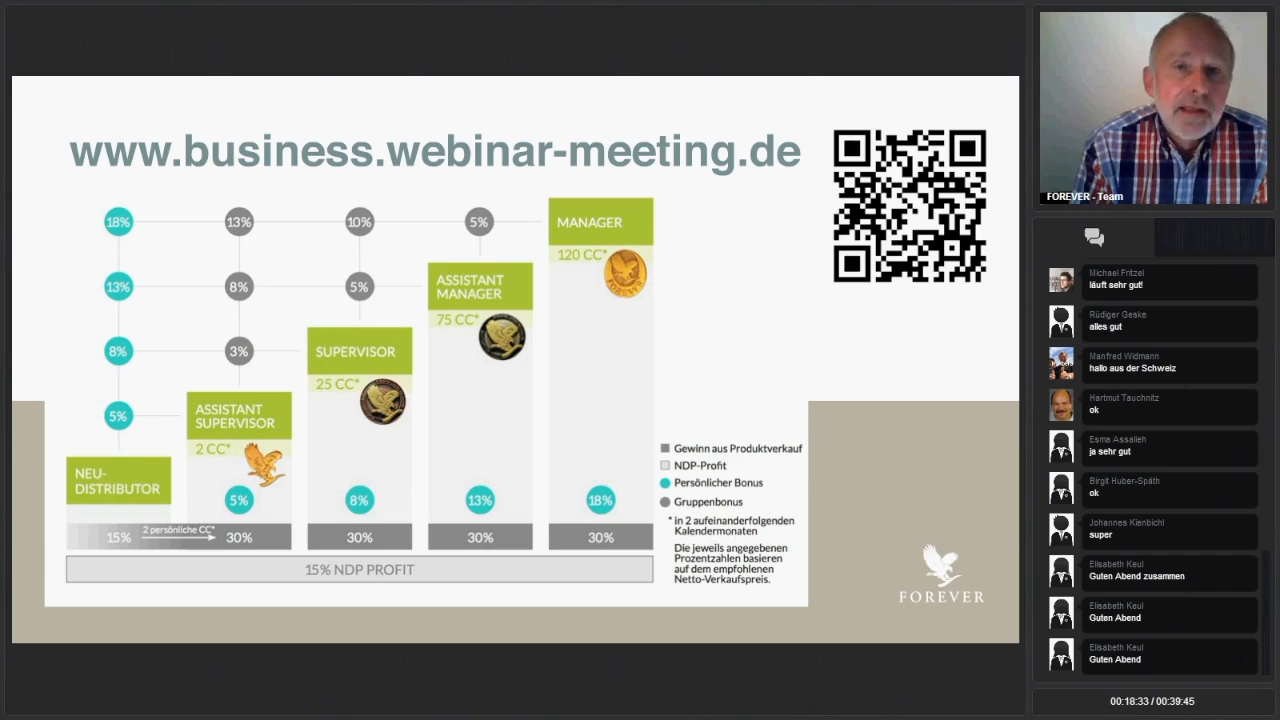 www.business.webinar-meeting.de
18%
13%
10%
5%
MANAGER
120 CC*
FOREVER
13%
8%
5%
ASSISTANT
MANAGER
75 CC*
8%
3%
SUPERVISOR
25 CC*
5%
ASSISTANT
SUPERVISOR
2 CC*
NEU-
DISTRIBUTOR
5%
8%
13%
18%
15%
2 persönliche CC*
30%
30%
30%
30%
15% NDP PROFIT
Gewinn aus Produktverkauf
NDP-Profit
Persönlicher Bonus
Gruppenbonus
* in 2 aufeinanderfolgenden
Kalendermonaten
Die jeweils angegebenen
Prozentzahlen basieren
auf dem empfohlenen
Netto-Verkaufspreis.
FOREVER
FOREVER - Team
Michael Fritzel
läuft sehr gut!
Rüdiger Geske
alles gut
Manfred Widmann
hallo aus der Schweiz
Hartmut Tauchnitz
ok
Esma Assalieh
ja sehr gut
Birgit Huber-Späth
ok
Johannes Kienbichl
super
Elisabeth Keul
Guten Abend zusammen
Elisabeth Keul
Guten Abend
Elisabeth Keul
Guten Abend
00:18:33 / 00:39:45